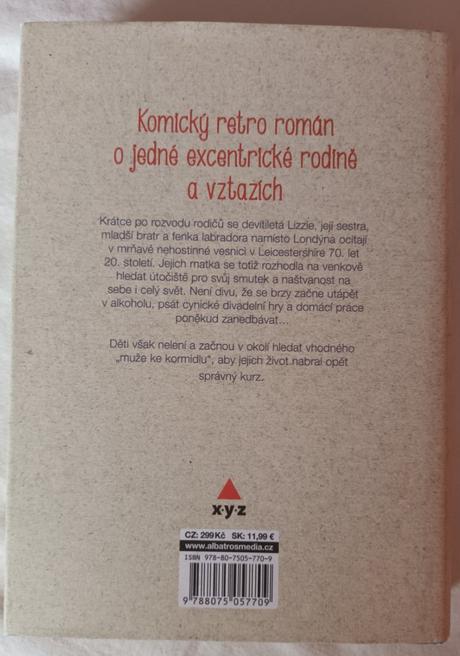 Komický retro román
o jedné excentrické rodině
a vztazích
Krátce po rozvodu rodičů se devítiletá Lizzie, její sestra,
mladší bratr a fenka labradora namísto Londýna ocitají
v mrňavé nehostinné vesnici v Leicestershire 70. let
20. století. Jejich matka se totiž rozhodla na venkově
hledat útočiště pro svůj smutek a naštvanost na
sebe i celý svět. Není divu, že se brzy začne utápět
v alkoholu, psát cynické divadelní hry a domácí práce
poněkud zanedbávat...
Děti však nelení a začnou v okolí hledat vhodného
„muže ke kormidlu“, aby jejich život nabral opět
správný kurz.
x·y·z
CZ: 299 Kč SK: 11,99 €
www.albatrosmedia.cz
ISBN 978-80-7505-770-9
9 788075 057709